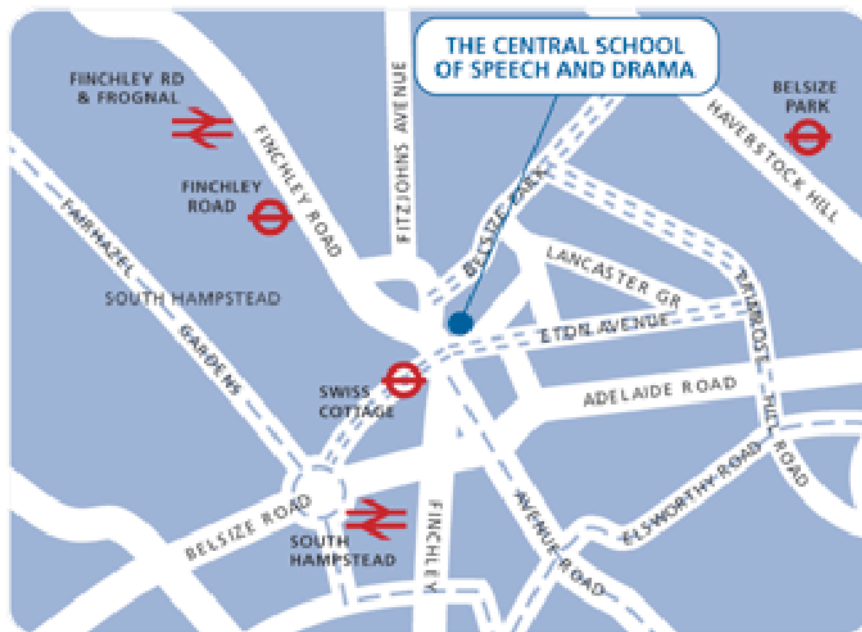 THE CENTRAL SCHOOL
OF SPEECH AND DRAMA
FINCHLEY RD
& FROGNAL
BELSIZE
PARK
FITZJOHNS AVENUE
HAVERSTOCK HILL
FINCHLEY ROAD
FINCHLEY
ROAD
BELSIZE PARK
FAIRHAZEL
GARDENS
SOUTH HAMPSTEAD
LANCASTER GR
ETON AVENUE
PRIMROSE
HILL ROAD
SWISS
COTTAGE
ADELAIDE ROAD
BELSIZE ROAD
SOUTH
HAMPSTEAD
FINCHLEY
AVENUE ROAD
ELSWORTHY ROAD